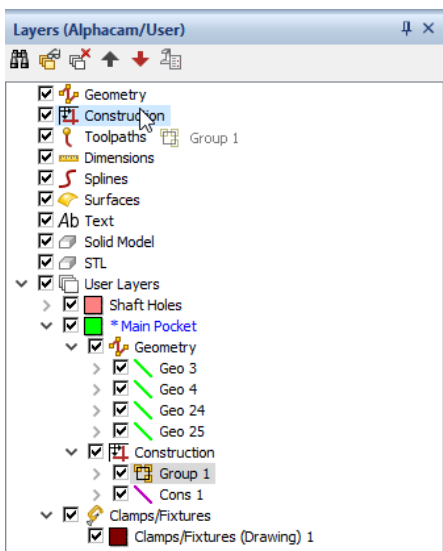 Layers (Alphacam/User)
Geometry
Construction
Toolpaths Group 1
Dimensions
Splines
Surfaces
Ab Text
Solid Model
STL
User Layers
Shaft Holes
* Main Pocket
Geometry
Geo 3
Geo 4
Geo 24
Geo 25
Construction
Group 1
Cons 1
Clamps/Fixtures
Clamps/Fixtures (Drawing) 1